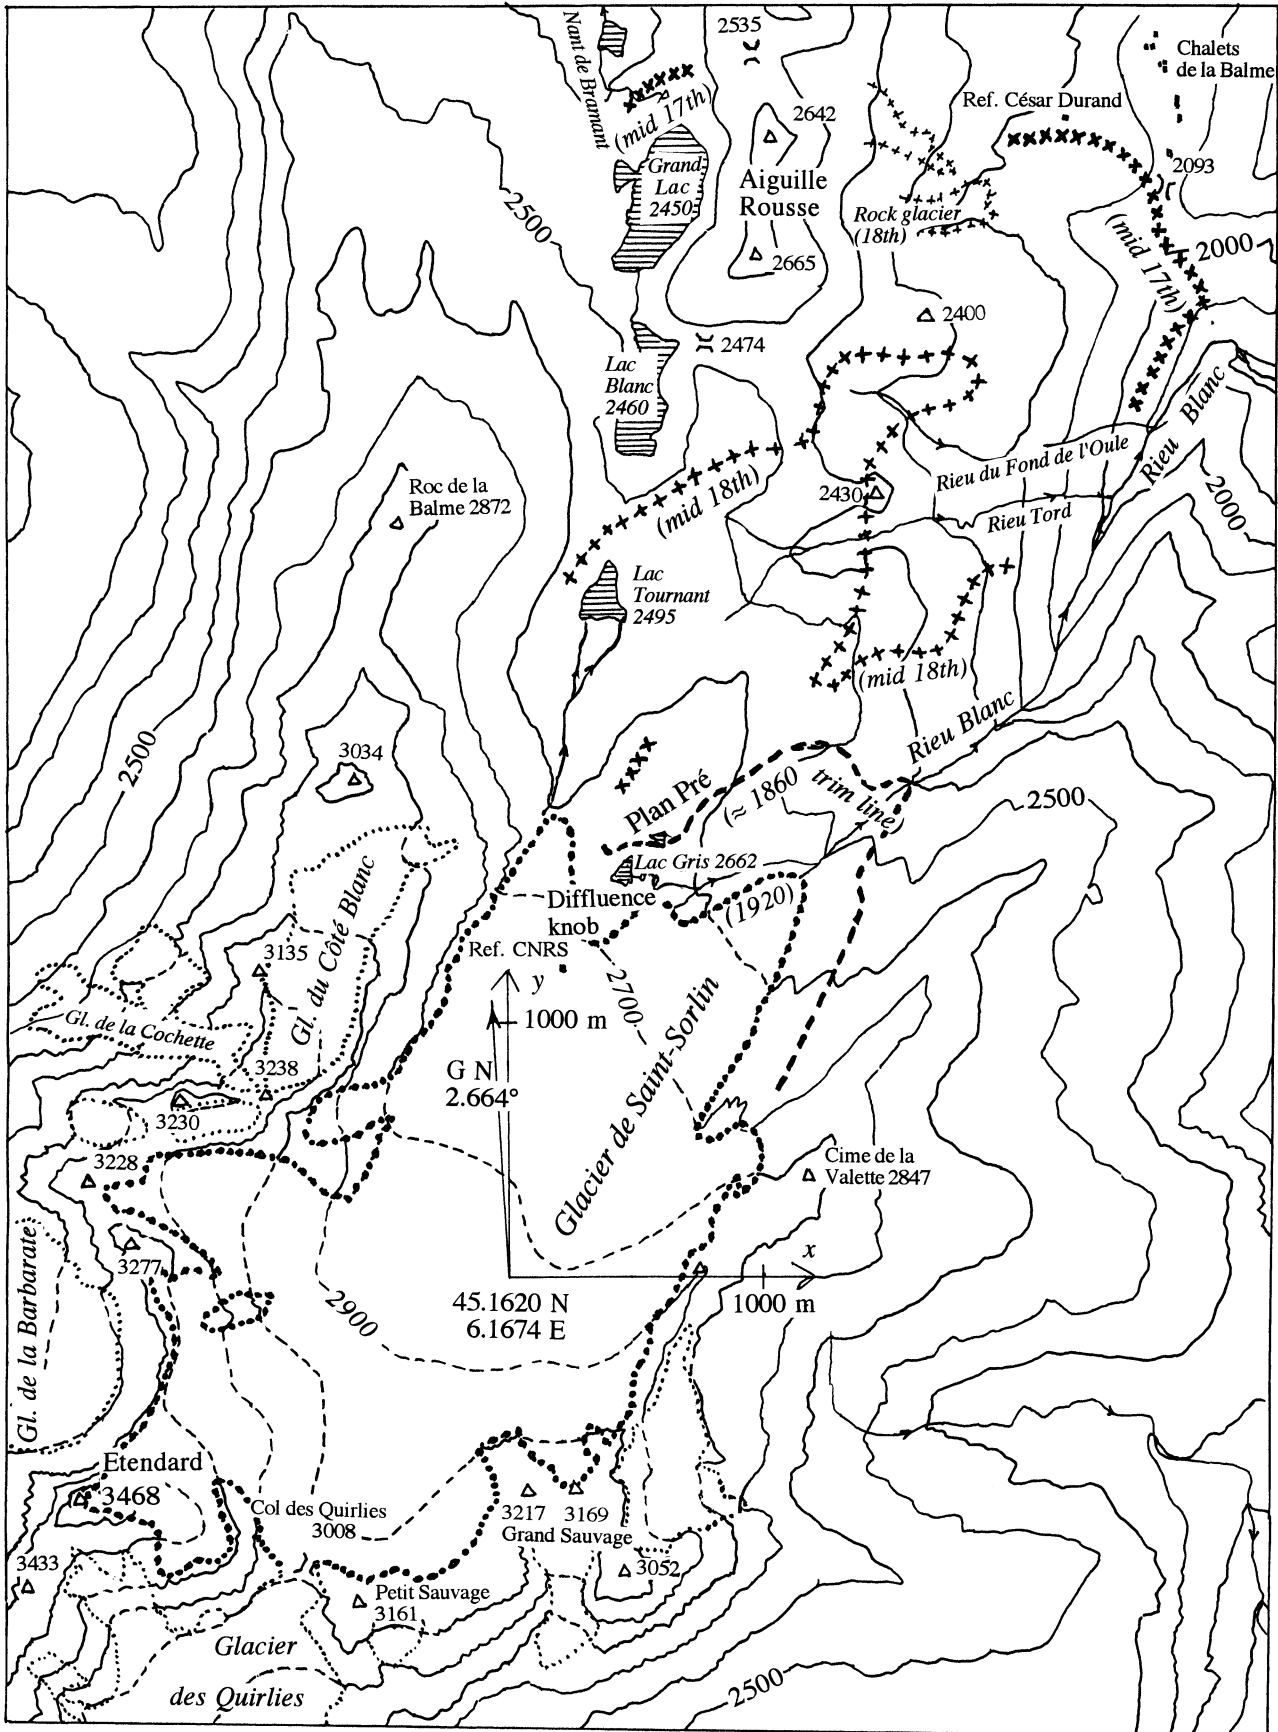 Nant de Bramant
2535
Chalets
de la Balme
(mid 17th)
2642
Ref. César Durand
Grand
Lac
2450
Aiguille
Rousse
2093
2500
Rock glacier
(18th)
(mid 17th)
2000
2665
2400
2474
Lac
Blanc
2460
Rieu Blanc
Rieu du Fond de l'Oule
Roc de la
Balme 2872
(mid 18th)
2430
Rieu Tord
2000
Lac
Tournant
2495
(mid 18th)
Rieu Blanc
2500
3034
Plan Pré
(≈ 1860
trim line)
2500
Lac Gris 2662
Diffluence
knob
(1920)
Gl. du Côté Blanc
3135
Ref. CNRS
2700
y
1000 m
Gl. de la Cochette
3238
G N
2.664°
Glacier de Saint-Sorlin
3230
3228
Cime de la
Valette 2847
Gl. de la Barbarate
3277
x
45.1620 N
6.1674 E
1000 m
2900
Etendard
3468
Col des Quirlies
3008
3217
3169
Grand Sauvage
3433
3052
Petit Sauvage
3161
Glacier
des Quirlies
2500